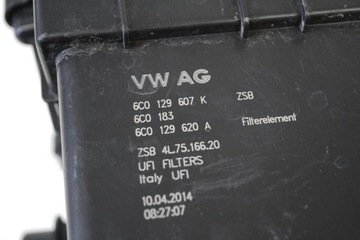 VW AG
6C0 129 607 K ZSB
6C0 183
6C0 129 620 A Filterelement
ZSB 4L.75.166.20
UFI FILTERS
Italy UFI
10.04.2014
08:27:07